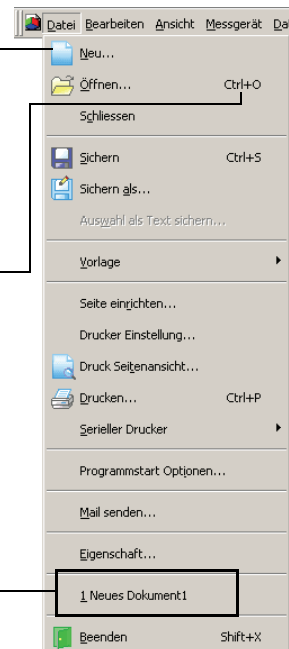 Datei Bearbeiten Ansicht Messgerät Da
Neu...
Öffnen... Ctrl+O
Schliessen
Sichern Ctrl+S
Sichern als...
Auswahl als Text sichern...
Vorlage
Seite einrichten...
Drucker Einstellung...
Druck Seitenansicht...
Drucken... Ctrl+P
Serieller Drucker
Programmstart Optionen...
Mail senden...
Eigenschaft...
1 Neues Dokument1
Beenden Shift+X